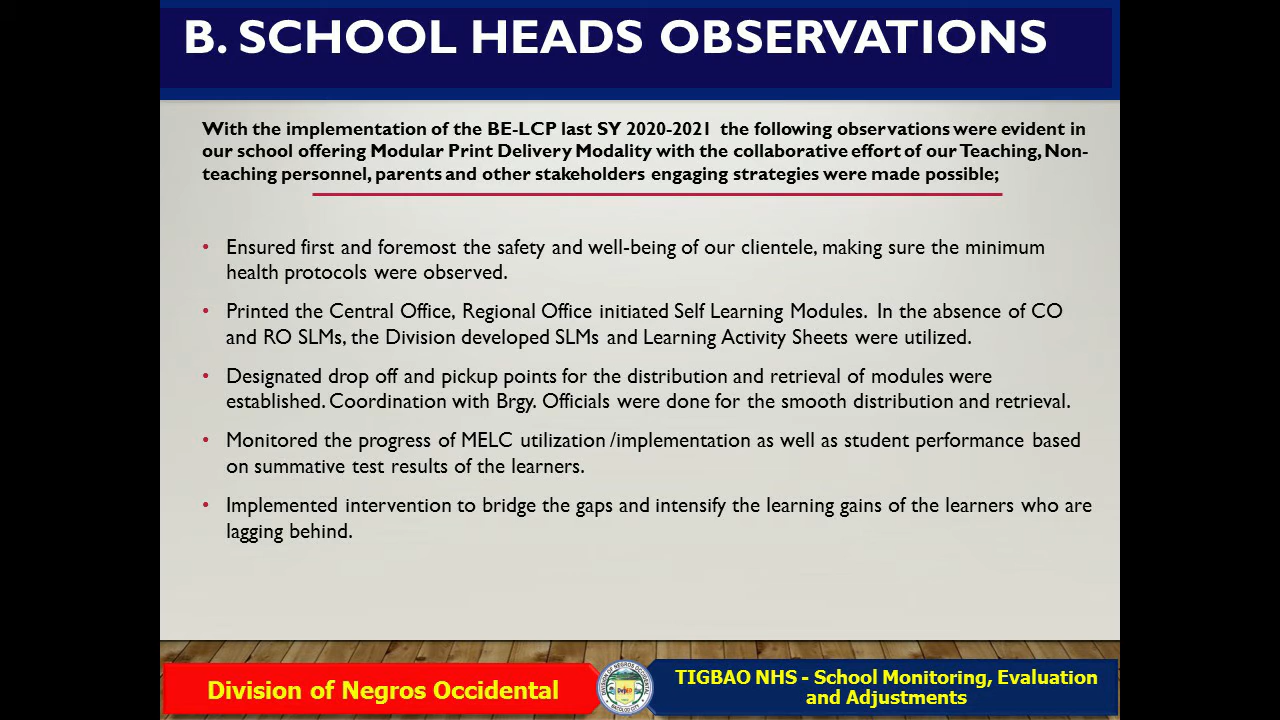 B. SCHOOL HEADS OBSERVATIONS
With the implementation of the BE-LCP last SY 2020-2021 the following observations were evident in
our school offering Modular Print Delivery Modality with the collaborative effort of our Teaching, Non-
teaching personnel, parents and other stakeholders engaging strategies were made possible;
• Ensured first and foremost the safety and well-being of our clientele, making sure the minimum
health protocols were observed.
• Printed the Central Office, Regional Office initiated Self Learning Modules. In the absence of CO
and RO SLMs, the Division developed SLMs and Learning Activity Sheets were utilized.
• Designated drop off and pickup points for the distribution and retrieval of modules were
established. Coordination with Brgy. Officials were done for the smooth distribution and retrieval.
• Monitored the progress of MELC utilization /implementation as well as student performance based
on summative test results of the learners.
• Implemented intervention to bridge the gaps and intensify the learning gains of the learners who are
lagging behind.
Division of Negros Occidental
DIVISION OF NEGROS OCCIDENTAL
DepED
BACOLOD CITY
TIGBAO NHS - School Monitoring, Evaluation
and Adjustments